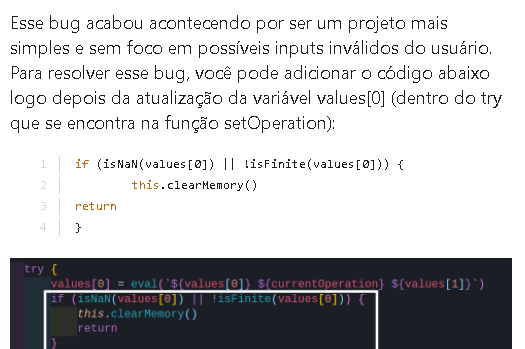 Esse bug acabou acontecendo por ser um projeto mais
simples e sem foco em possíveis inputs inválidos do usuário.
Para resolver esse bug, você pode adicionar o código abaixo
logo depois da atualização da variável values[0] (dentro do try
que se encontra na função setOperation):
1 if (isNaN(values[0]) || !isFinite(values[0])) {
2 this.clearMemory()
3 return
4 }
try {
values[0] = eval(`${values[0]} ${currentOperation} ${values[1]}`)
if (isNaN(values[0]) || !isFinite(values[0])) {
this.clearMemory()
return
}